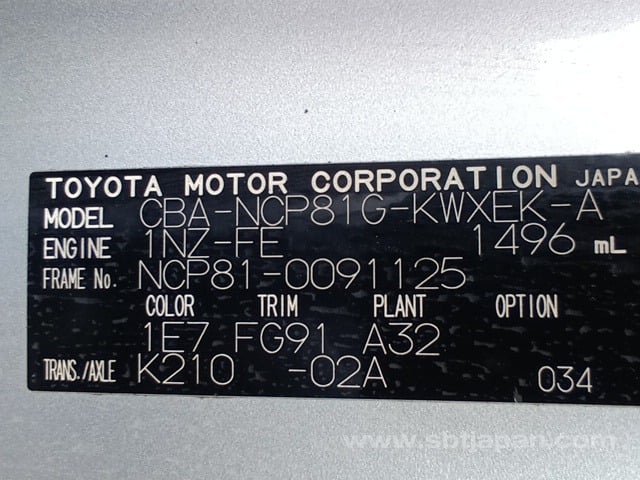 TOYOTA MOTOR CORPORATION JAPA
MODEL CBA-NCP81G-KWXEK-A
ENGINE 1NZ-FE 1496 mL
FRAME No. NCP81-0091125
COLOR TRIM PLANT OPTION
1E7 FG91 A32
TRANS./AXLE K210 -02A 034
www.sbtjapan.com